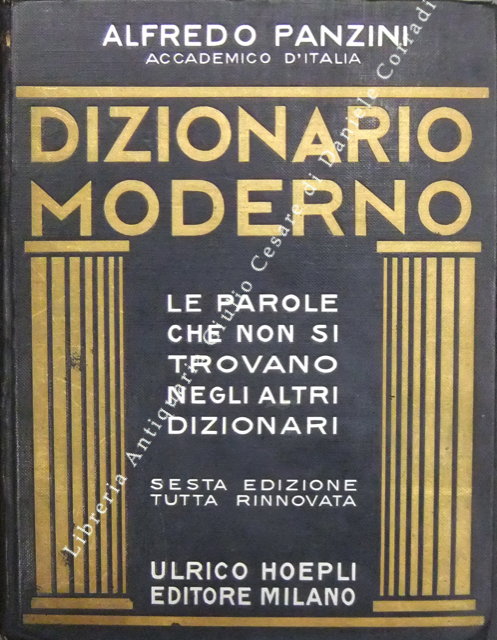 ALFREDO PANZINI
ACCADEMICO D'ITALIA
DIZIONARIO
MODERNO
LE PAROLE
CHE NON SI
TROVANO
NEGLI ALTRI
DIZIONARI
SESTA EDIZIONE
TUTTA RINNOVATA
ULRICO HOEPLI
EDITORE MILANO
Libreria Antiquaria Giulio Cesare di Daniele Corradi